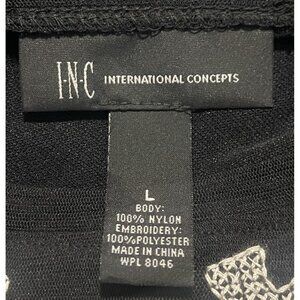 I·N·C INTERNATIONAL CONCEPTS
L
BODY:
100% NYLON
EMBROIDERY:
100%POLYESTER
MADE IN CHINA
WPL 8046